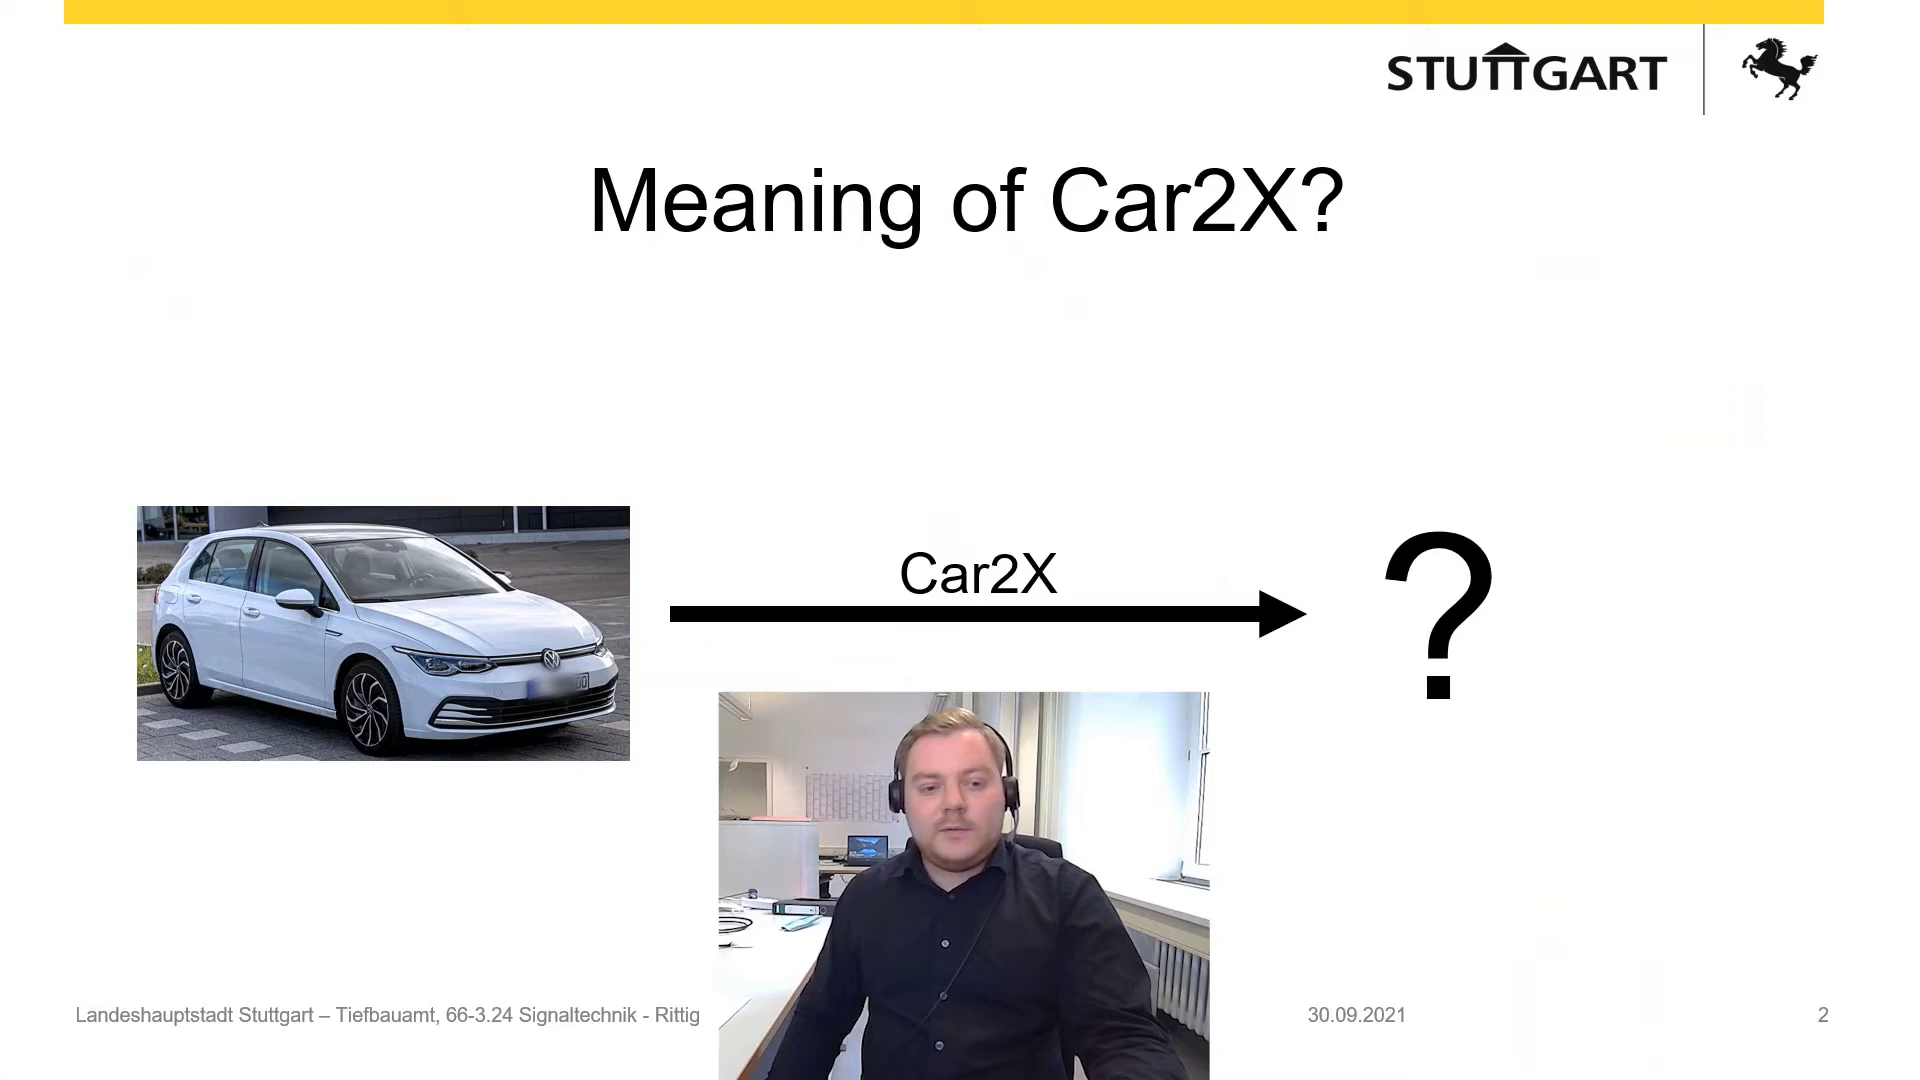 STUTTGART
Meaning of Car2X?
Car2X
?
Landeshauptstadt Stuttgart – Tiefbauamt, 66-3.24 Signaltechnik - Rittig
30.09.2021
2